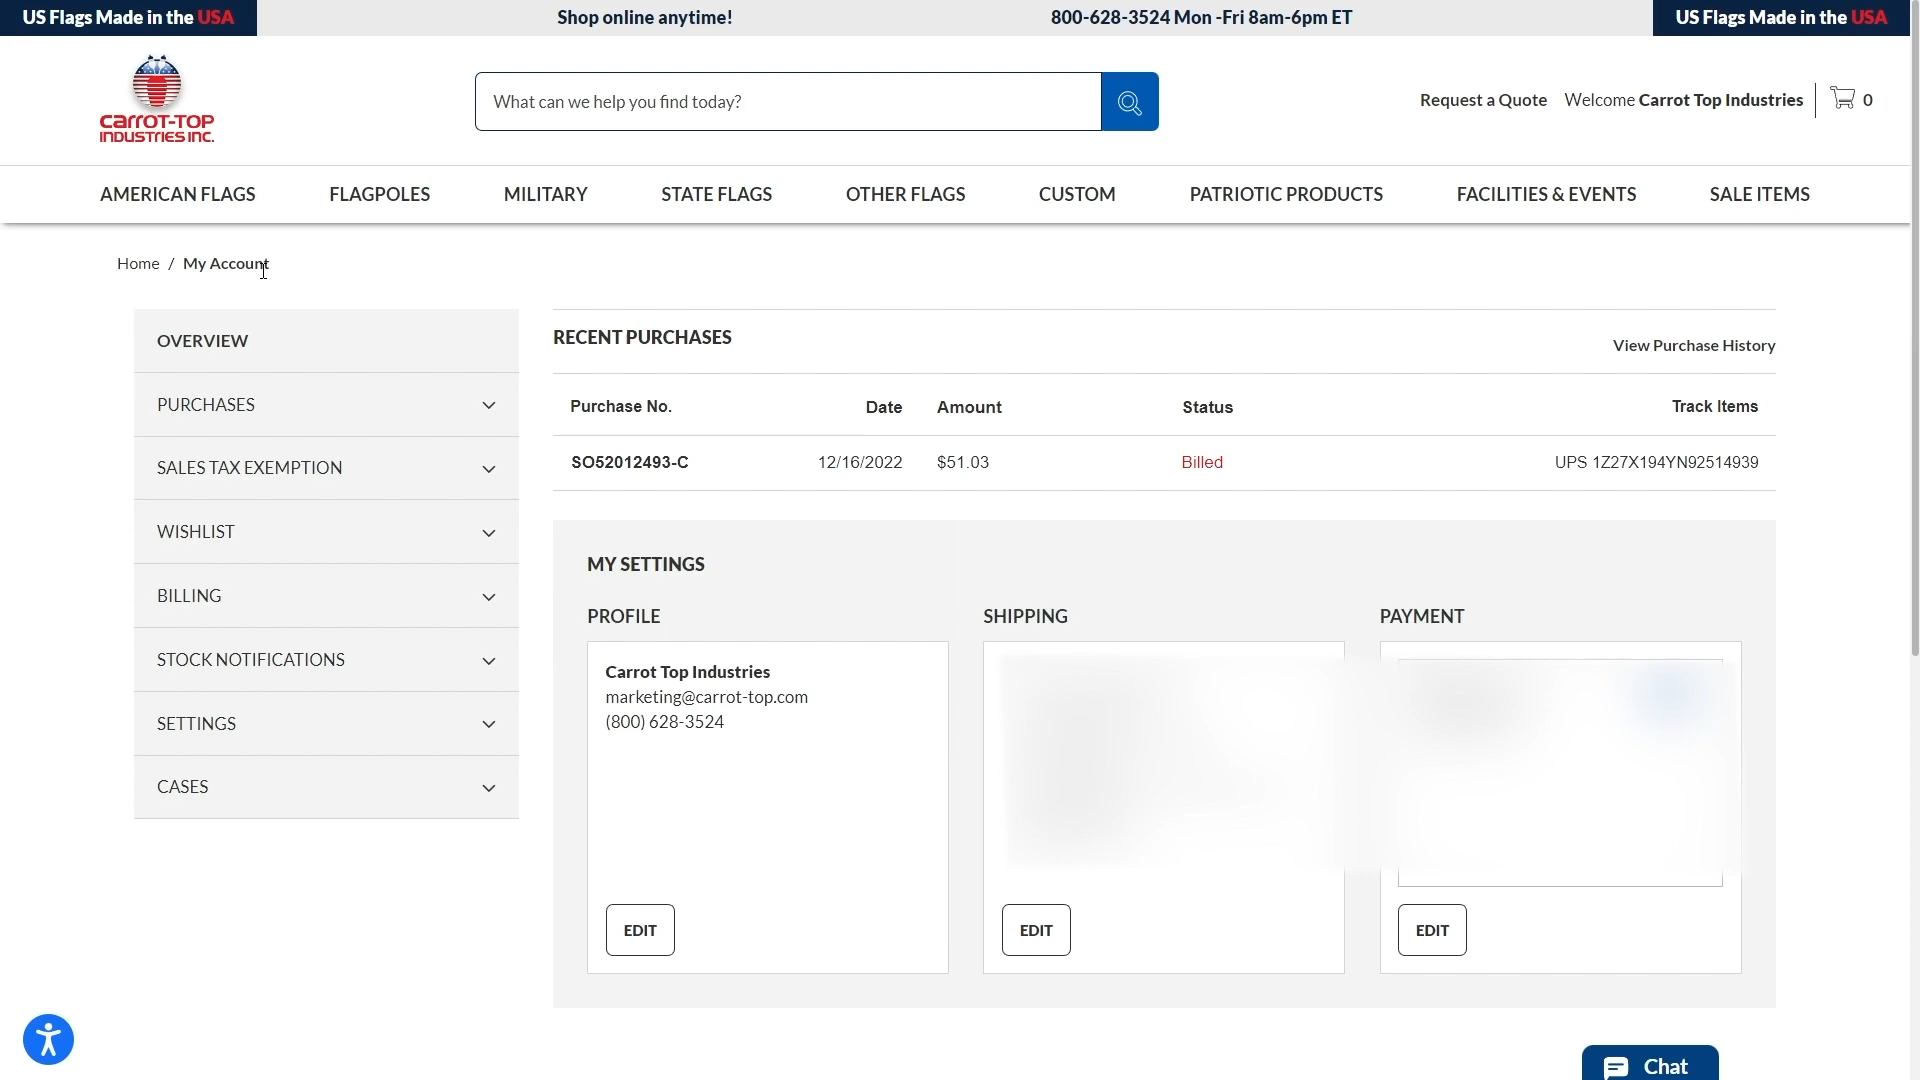 US Flags Made in the USA
Shop online anytime!
800-628-3524 Mon -Fri 8am-6pm ET
US Flags Made in the USA
CARROT-TOP
INDUSTRIES INC.
What can we help you find today?
Request a Quote
Welcome Carrot Top Industries
0
AMERICAN FLAGS
FLAGPOLES
MILITARY
STATE FLAGS
OTHER FLAGS
CUSTOM
PATRIOTIC PRODUCTS
FACILITIES & EVENTS
SALE ITEMS
Home / My Account
OVERVIEW
PURCHASES
SALES TAX EXEMPTION
WISHLIST
BILLING
STOCK NOTIFICATIONS
SETTINGS
CASES
RECENT PURCHASES
View Purchase History
Purchase No. Date Amount Status Track Items
SO52012493-C 12/16/2022 $51.03 Billed UPS 1Z27X194YN92514939
MY SETTINGS
PROFILE
Carrot Top Industries
marketing@carrot-top.com
(800) 628-3524
EDIT
SHIPPING
EDIT
PAYMENT
EDIT
Chat